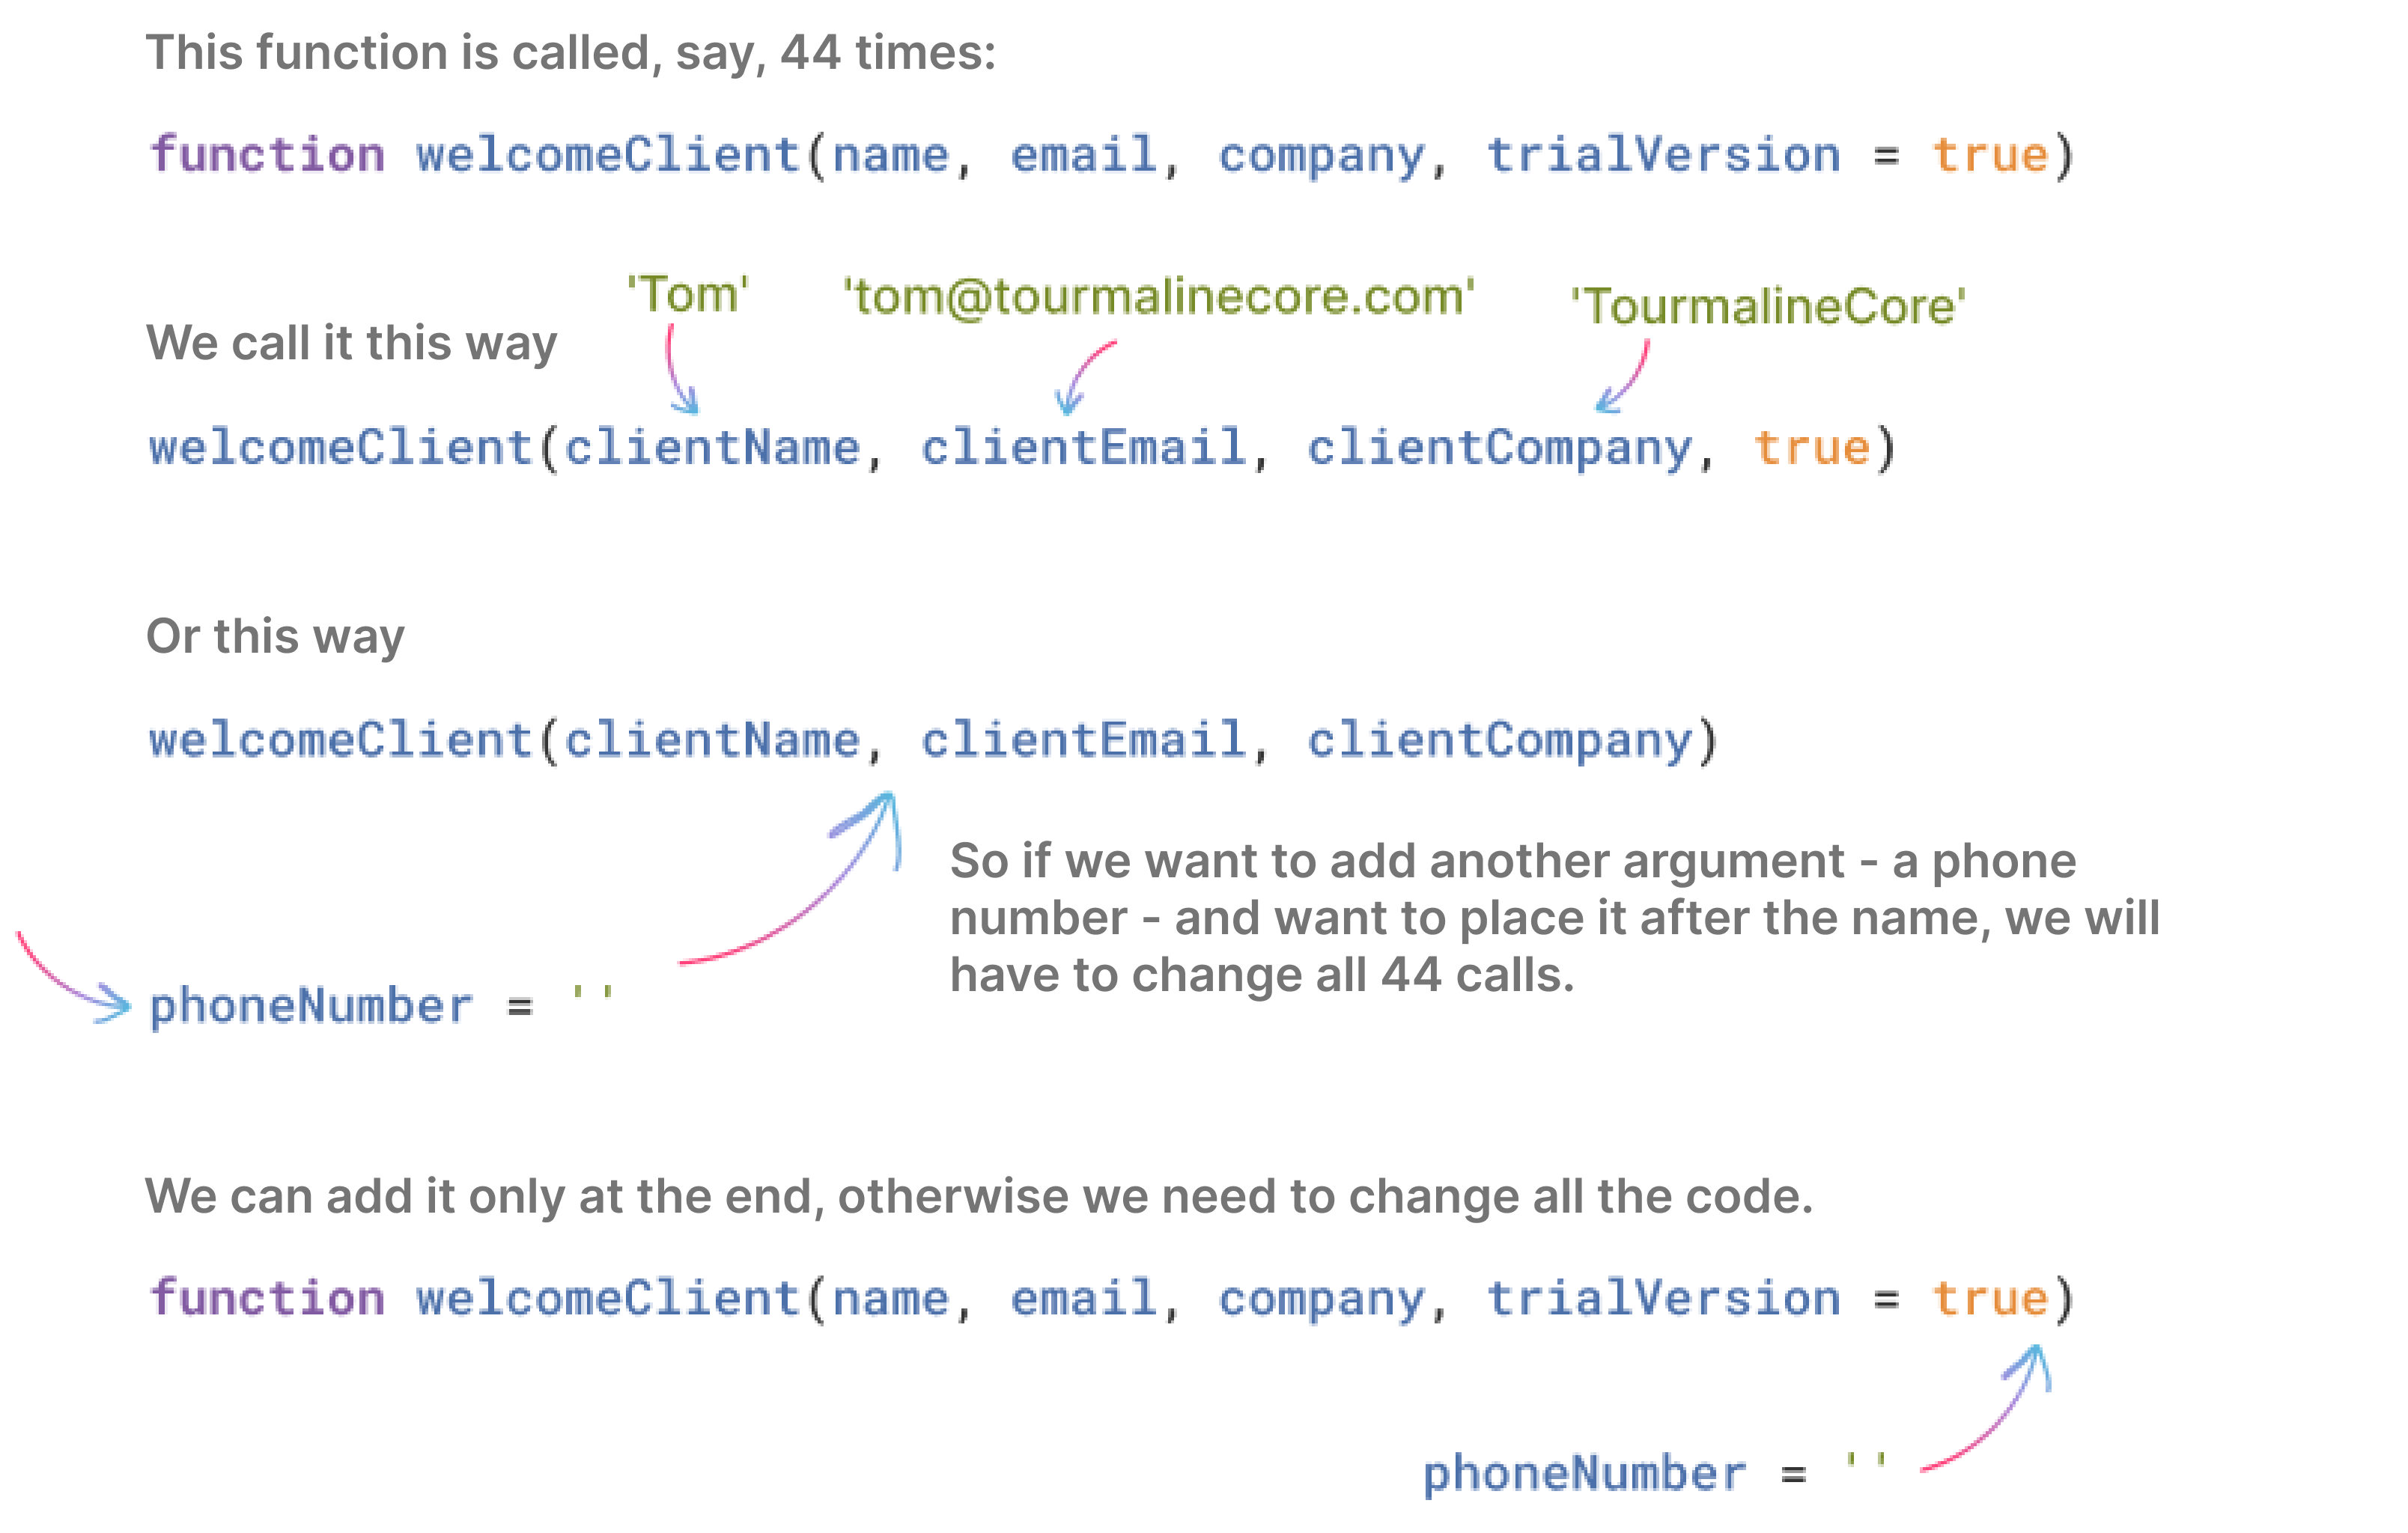 This function is called, say, 44 times:
function welcomeClient(name, email, company, trialVersion = true)
'Tom' 'tom@tourmalinecore.com' 'TourmalineCore'
We call it this way
welcomeClient(clientName, clientEmail, clientCompany, true)
Or this way
welcomeClient(clientName, clientEmail, clientCompany)
So if we want to add another argument - a phone
number - and want to place it after the name, we will
have to change all 44 calls.
phoneNumber = ''
We can add it only at the end, otherwise we need to change all the code.
function welcomeClient(name, email, company, trialVersion = true)
phoneNumber = ''